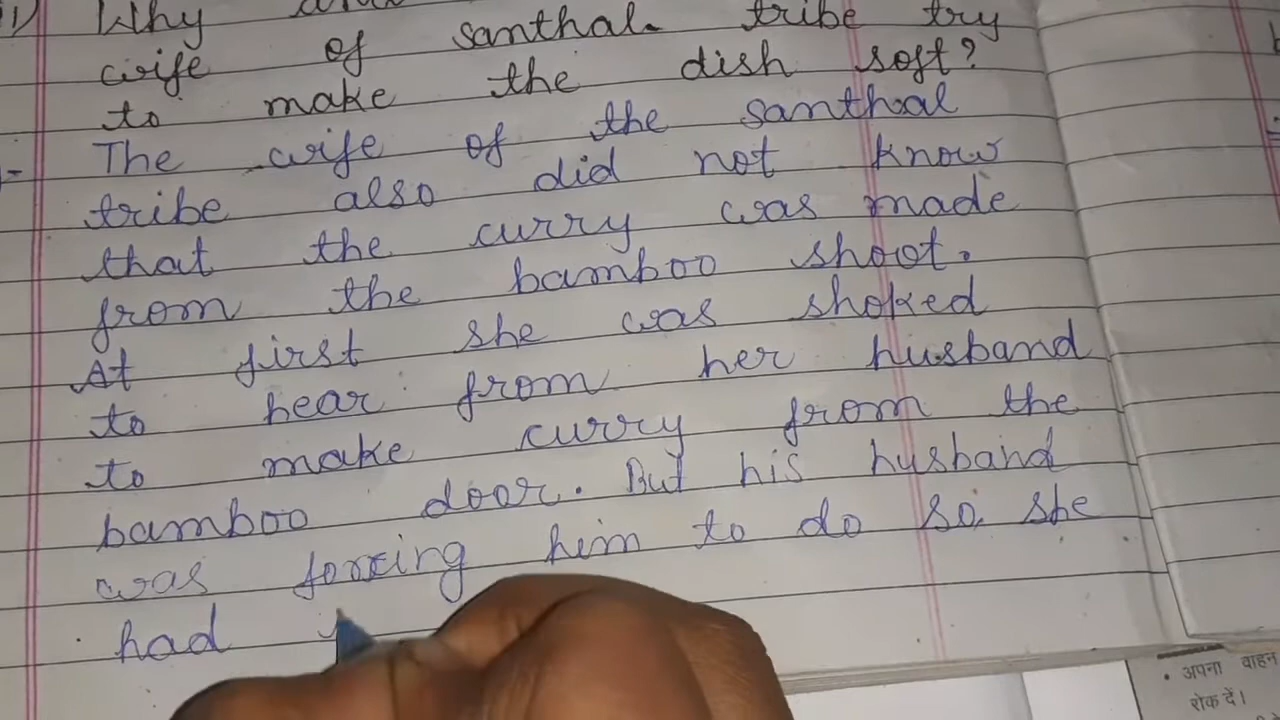 Why
wife of santhal tribe try
to make the dish soft?
The wife of the santhal
tribe also did not know
that the curry was made
from the bamboo shoot.
At first she was shoked
to hear from her husband
to make curry from the
bamboo door. But his husband
was forcing him to do so, she
had
• अपना वाहन
रोक दें।